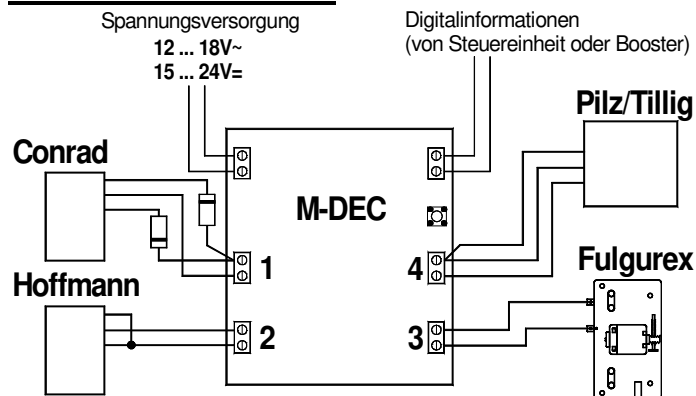 Spannungsversorgung
12 ... 18V~
15 ... 24V=
Digitalinformationen
(von Steuereinheit oder Booster)
Pilz/Tillig
Conrad
M-DEC
1
4
Fulgurex
Hoffmann
2
3